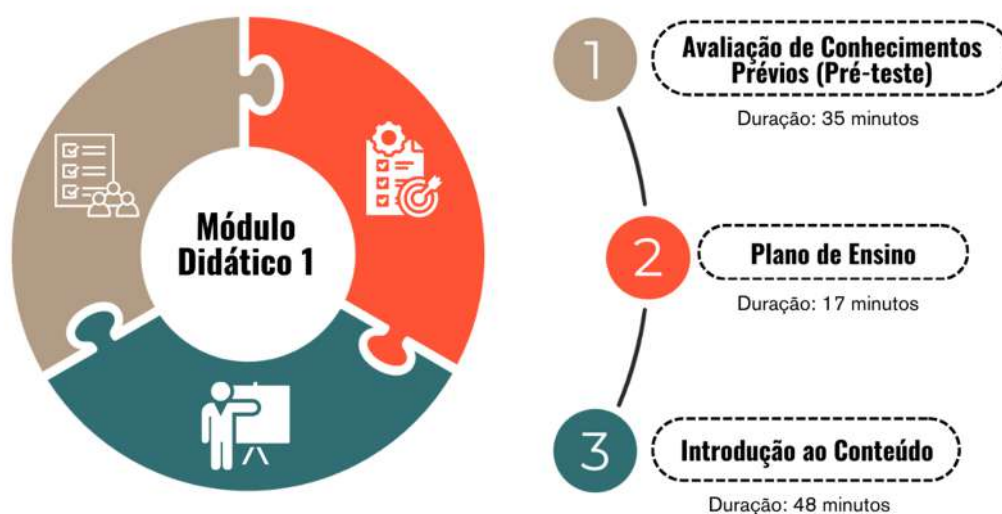 Módulo
Didático 1
1
Avaliação de Conhecimentos
Prévios (Pré-teste)
Duração: 35 minutos
2
Plano de Ensino
Duração: 17 minutos
3
Introdução ao Conteúdo
Duração: 48 minutos